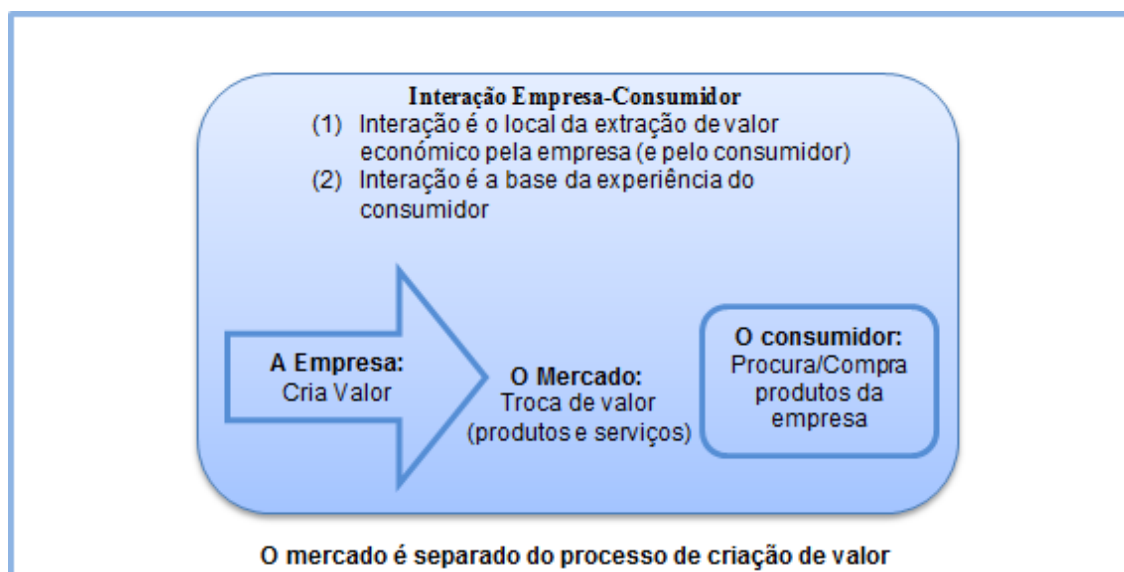 Interação Empresa-Consumidor
(1) Interação é o local da extração de valor
económico pela empresa (e pelo consumidor)
(2) Interação é a base da experiência do
consumidor
A Empresa:
Cria Valor
O Mercado:
Troca de valor
(produtos e serviços)
O consumidor:
Procura/Compra
produtos da
empresa
O mercado é separado do processo de criação de valor